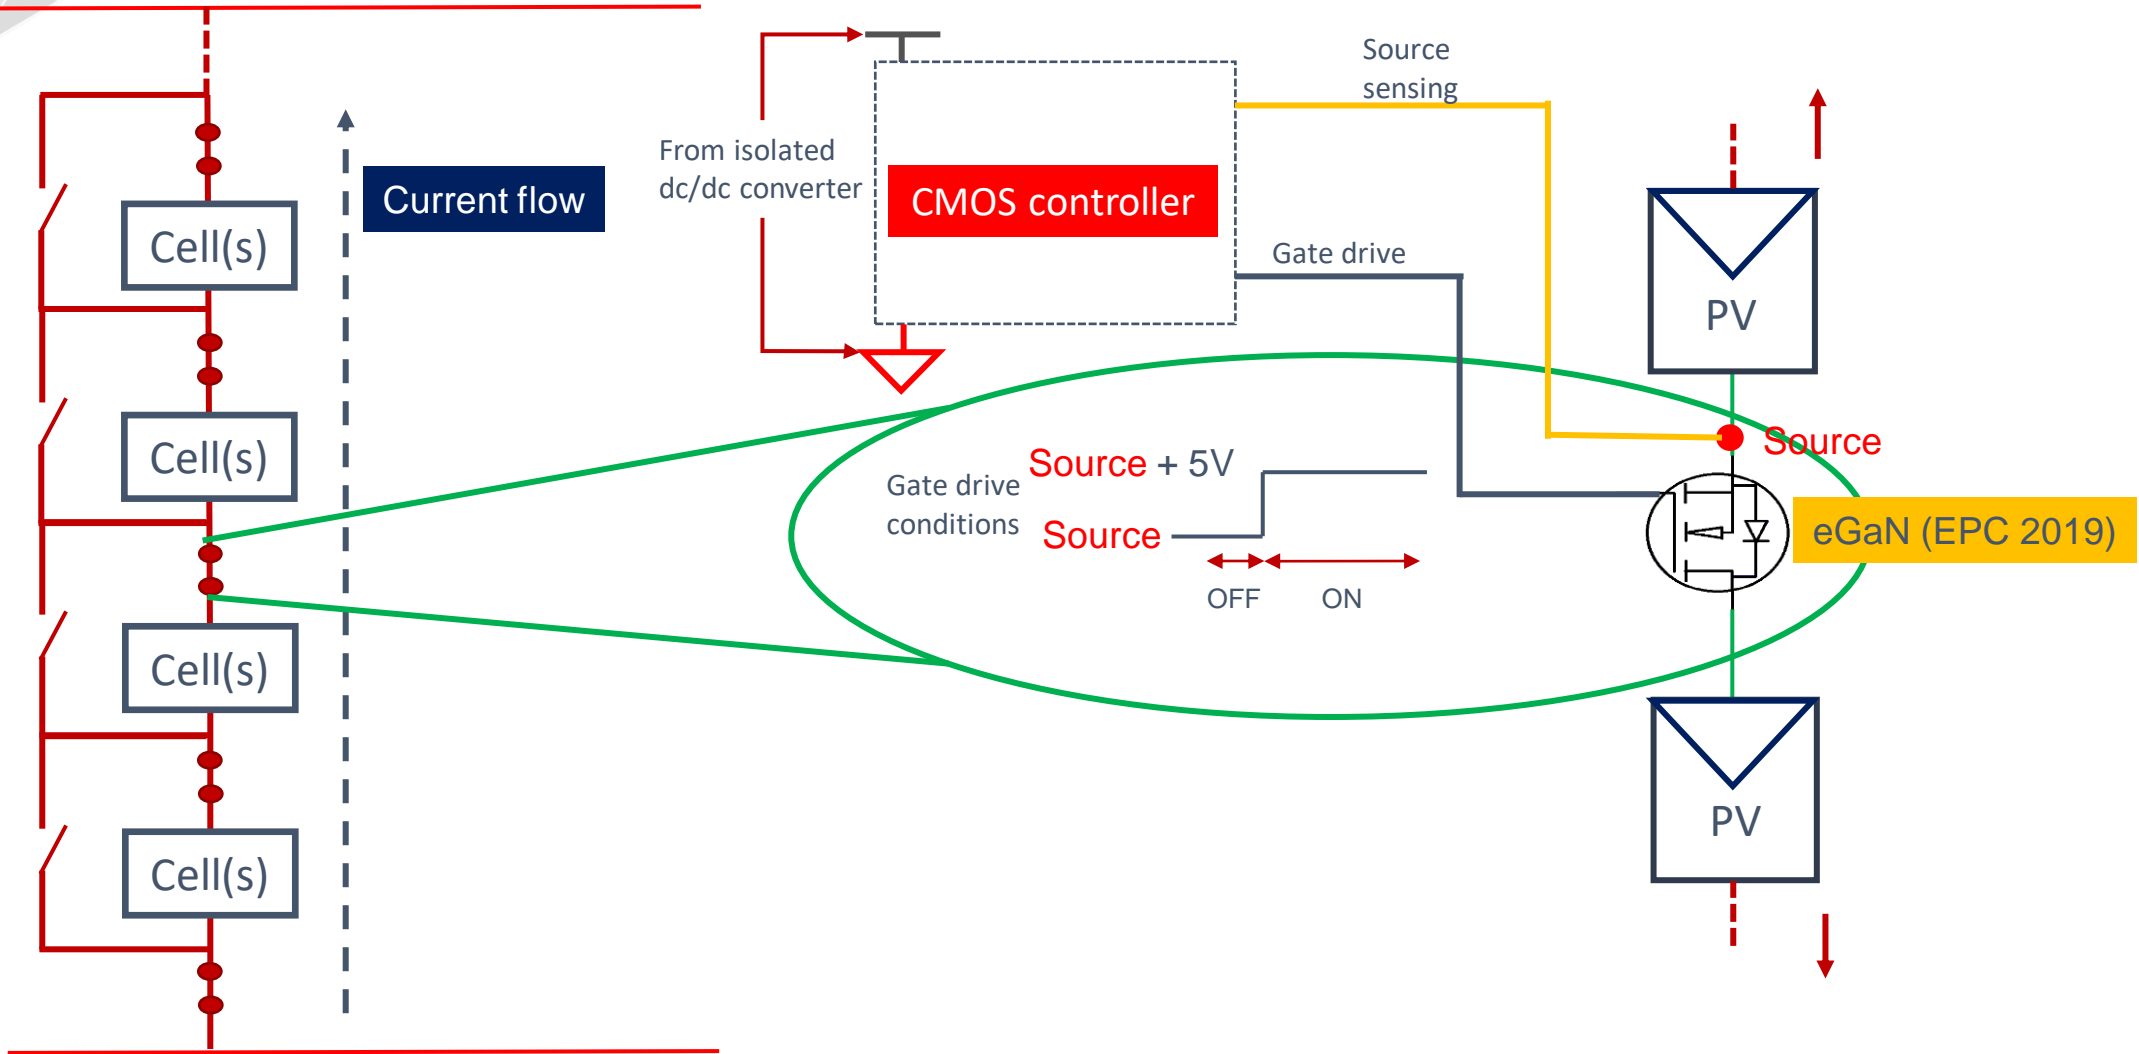 Source
sensing
From isolated
dc/dc converter
Current flow
CMOS controller
Cell(s)
Gate drive
PV
Source
Cell(s)
Source + 5V
Gate drive
conditions
Source
eGaN (EPC 2019)
OFF
ON
Cell(s)
PV
Cell(s)